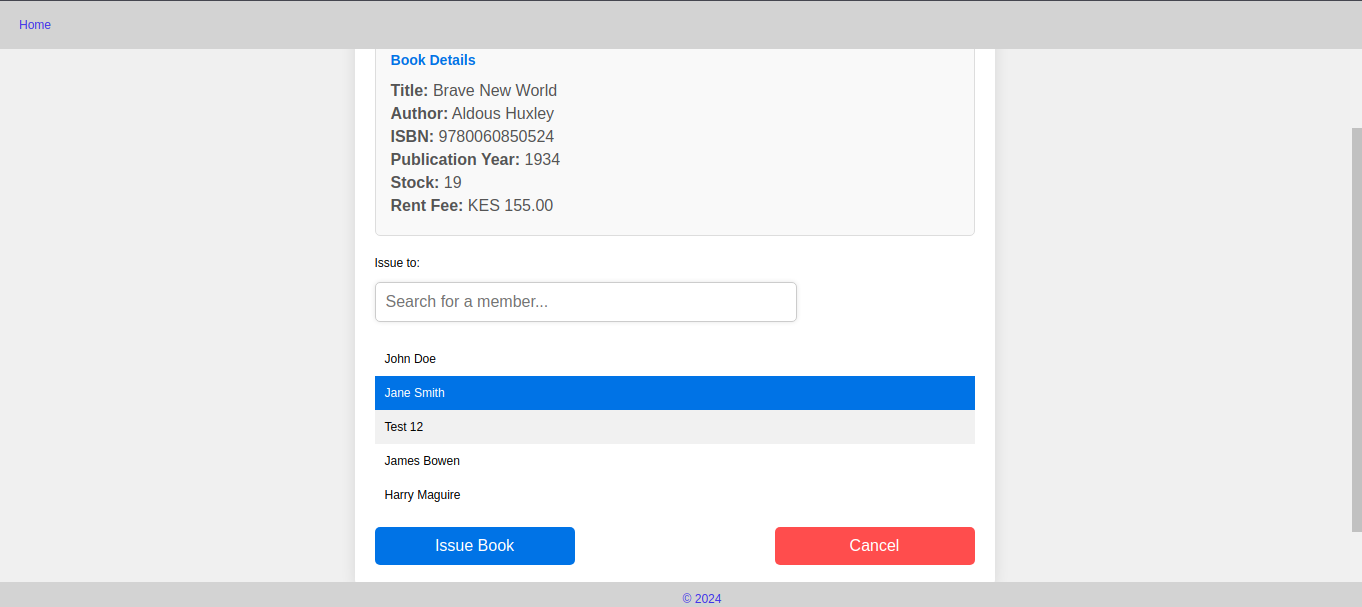 Home
Book Details
Title: Brave New World
Author: Aldous Huxley
ISBN: 9780060850524
Publication Year: 1934
Stock: 19
Rent Fee: KES 155.00
Issue to:
Search for a member...
John Doe
Jane Smith
Test 12
James Bowen
Harry Maguire
Issue Book
Cancel
© 2024